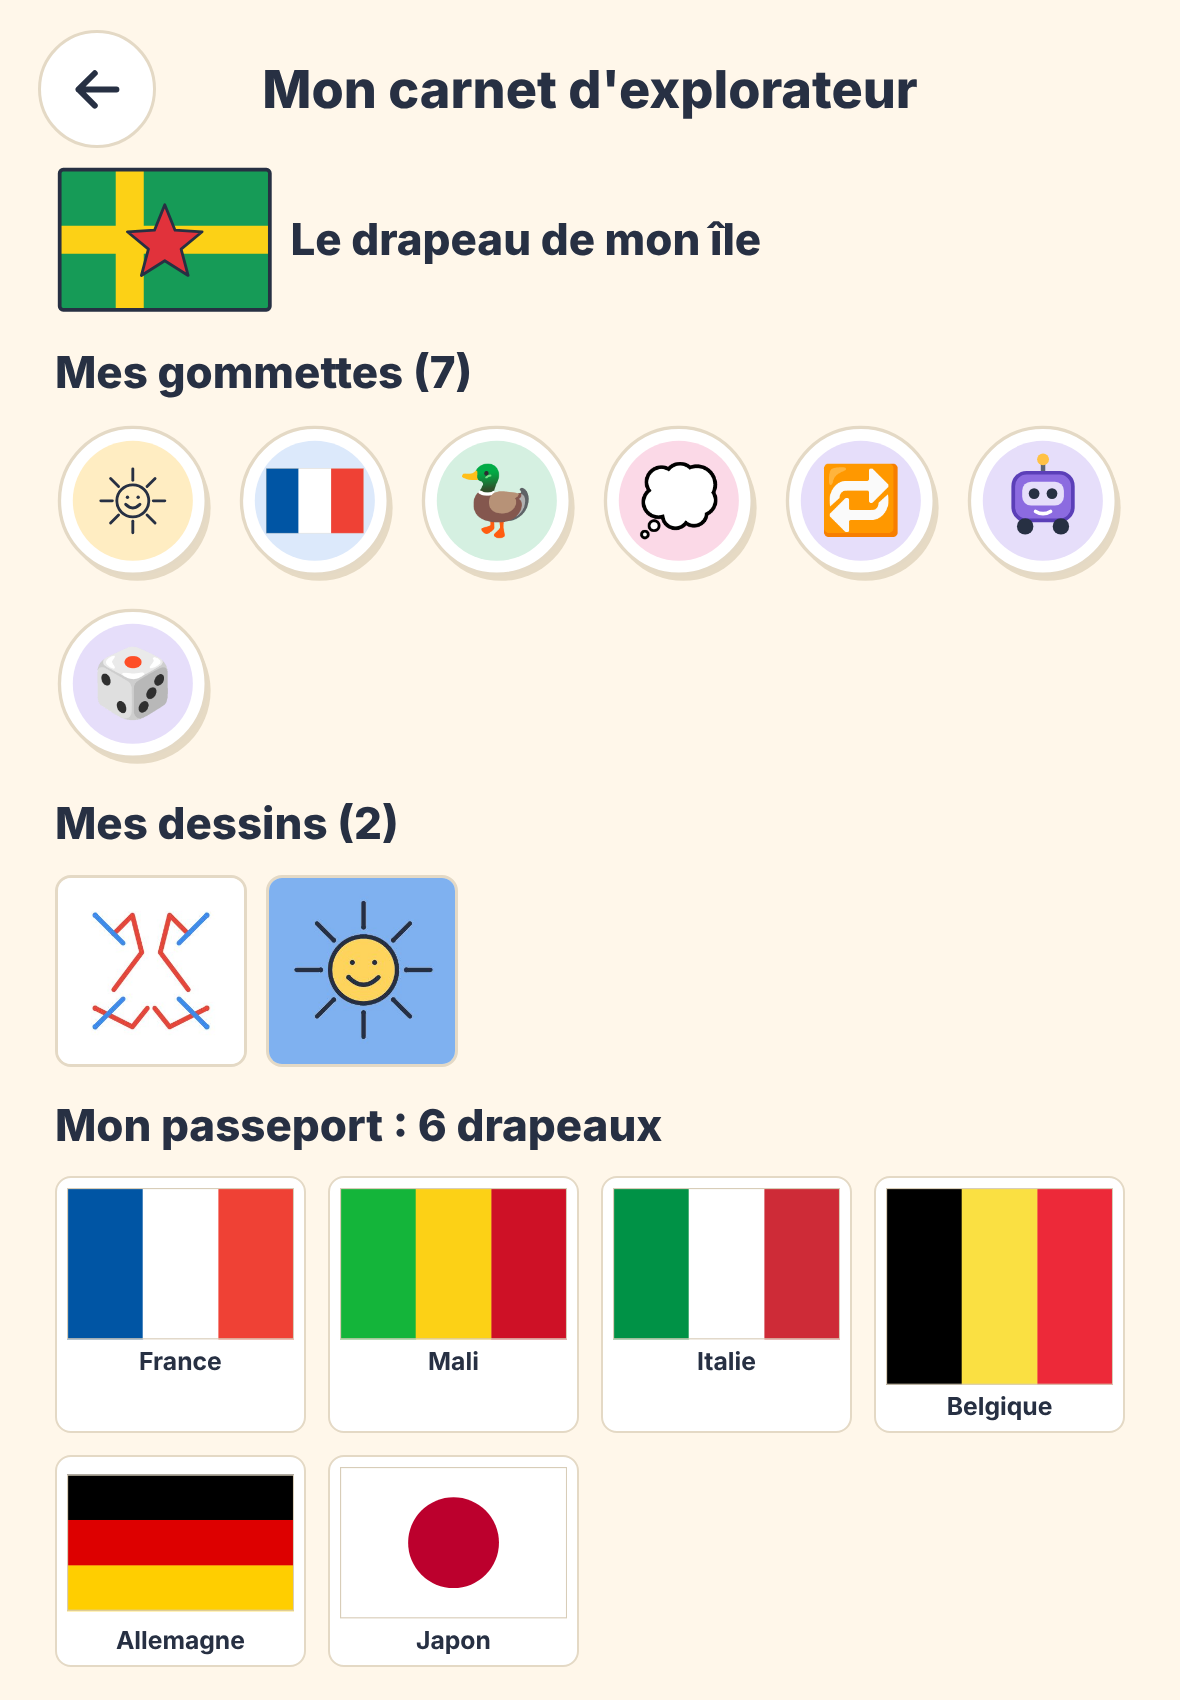 Mon carnet d'explorateur
Le drapeau de mon île
Mes gommettes (7)
Mes dessins (2)
Mon passeport : 6 drapeaux
France
Mali
Italie
Belgique
Allemagne
Japon